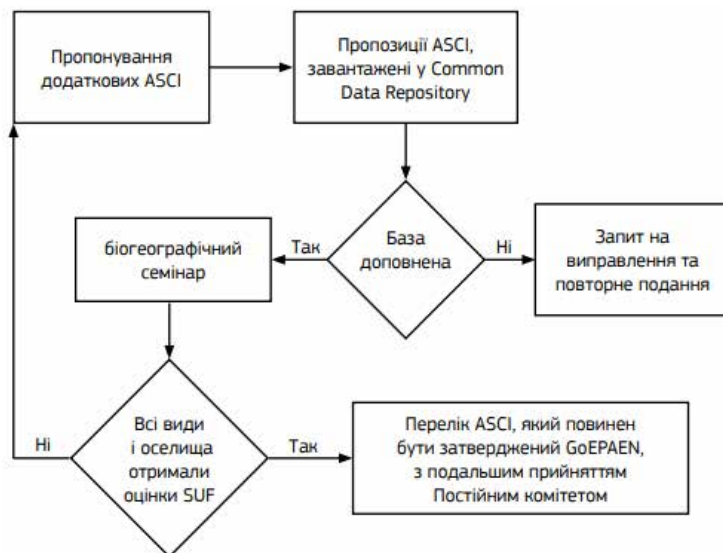 Пропонування
додаткових ASCI
Пропозиції ASCI,
завантажені у Common
Data Repository
біогеографічний
семінар
Так
База
доповнена
Ні
Запит на
виправлення та
повторне подання
Ні
Всі види
і оселища
отримали
оцінки SUF
Так
Перелік ASCI, який повинен
бути затверджений GoEPAEN,
з подальшим прийняттям
Постійним комітетом